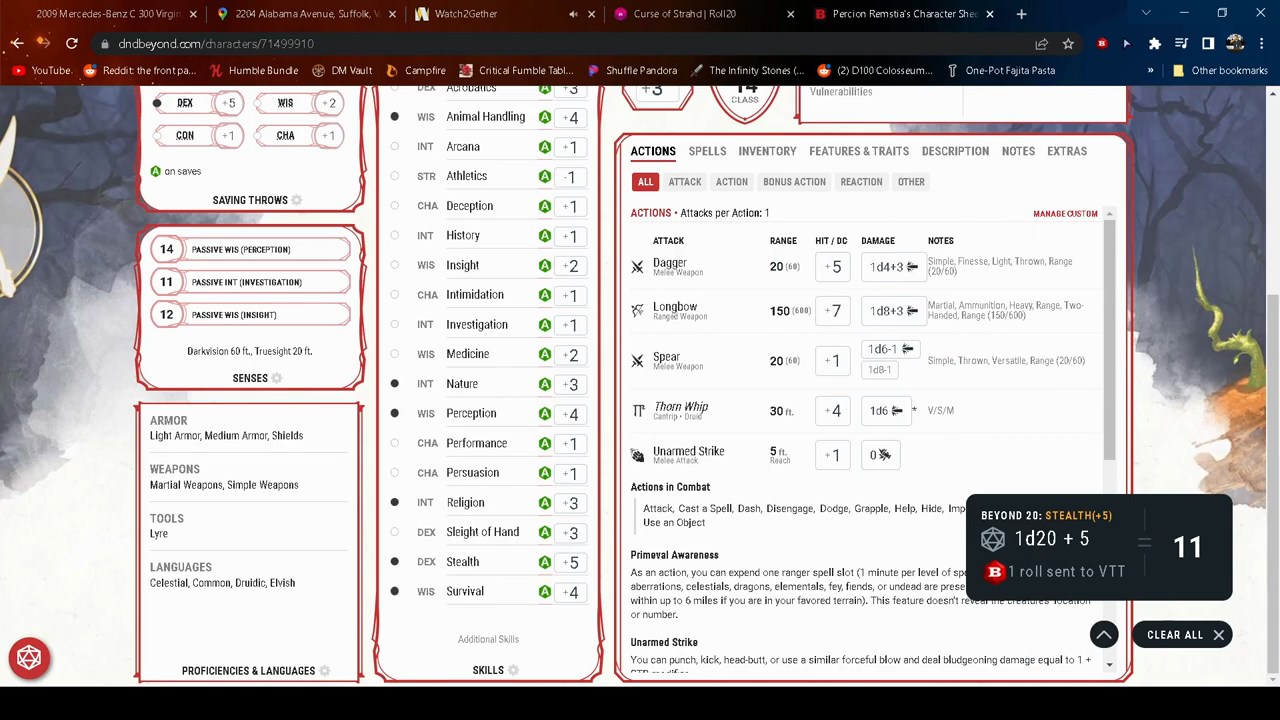 2009 Mercedes-Benz C 300 Virgin
2204 Alabama Avenue, Suffolk, V
Watch2Gether
Curse of Strahd | Roll20
Percion Remstia's Character She
dndbeyond.com/characters/71499910
YouTube
Reddit: the front pa...
Humble Bundle
DM Vault
Campfire
Critical Fumble Tabl...
Shuffle Pandora
The Infinity Stones (...
(2) D100 Colosseum...
One-Pot Fajita Pasta
»
Other bookmarks
DEX +5 WIS +2
CON +1 CHA +1
A on saves
SAVING THROWS
14 PASSIVE WIS (PERCEPTION)
11 PASSIVE INT (INVESTIGATION)
12 PASSIVE WIS (INSIGHT)
Darkvision 60 ft., Truesight 20 ft.
SENSES
ARMOR
Light Armor, Medium Armor, Shields
WEAPONS
Martial Weapons, Simple Weapons
TOOLS
Lyre
LANGUAGES
Celestial, Common, Druidic, Elvish
PROFICIENCIES & LANGUAGES
DEX Acrobatics A +3
WIS Animal Handling A +4
INT Arcana A +1
STR Athletics A -1
CHA Deception A +1
INT History A +1
WIS Insight A +2
CHA Intimidation A +1
INT Investigation A +1
WIS Medicine A +2
INT Nature A +3
WIS Perception A +4
CHA Performance A +1
CHA Persuasion A +1
INT Religion A +3
DEX Sleight of Hand A +3
DEX Stealth A +5
WIS Survival A +4
Additional Skills
SKILLS
+3
14
CLASS
Vulnerabilities
ACTIONS SPELLS INVENTORY FEATURES & TRAITS DESCRIPTION NOTES EXTRAS
ALL ATTACK ACTION BONUS ACTION REACTION OTHER
ACTIONS • Attacks per Action: 1
MANAGE CUSTOM
ATTACK RANGE HIT / DC DAMAGE NOTES
Dagger
Melee Weapon
20 (60) +5 1d4+3
Simple, Finesse, Light, Thrown, Range
(20/60)
Longbow
Ranged Weapon
150 (600) +7 1d8+3
Martial, Ammunition, Heavy, Range, Two-
Handed, Range (150/600)
Spear
Melee Weapon
20 (60) +1 1d6-1
1d8-1
Simple, Thrown, Versatile, Range (20/60)
Thorn Whip
Cantrip • Druid
30 ft. +4 1d6 * V/S/M
Unarmed Strike
Melee Attack
5 ft.
Reach
+1 0
Actions in Combat
Attack, Cast a Spell, Dash, Disengage, Dodge, Grapple, Help, Hide, Imp
Use an Object
Primeval Awareness
As an action, you can expend one ranger spell slot (1 minute per level of sp
aberrations, celestials, dragons, elementals, fey, fiends, or undead are prese
within up to 6 miles if you are in your favored terrain). This feature doesn't reveal the creatures' location
or number.
Unarmed Strike
You can punch, kick, head-butt, or use a similar forceful blow and deal bludgeoning damage equal to 1 +
STR modifier.
BEYOND 20: STEALTH(+5)
1d20 + 5 = 11
B 1 roll sent to VTT
CLEAR ALL